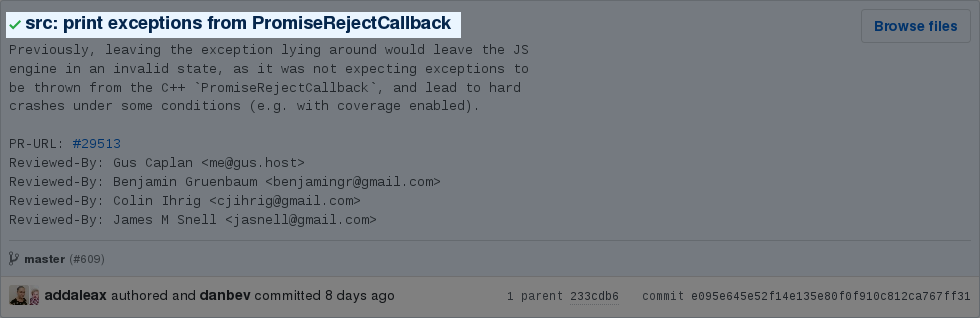 src: print exceptions from PromiseRejectCallback
Browse files
Previously, leaving the exception lying around would leave the JS
engine in an invalid state, as it was not expecting exceptions to
be thrown from the C++ `PromiseRejectCallback`, and lead to hard
crashes under some conditions (e.g. with coverage enabled).
PR-URL: #29513
Reviewed-By: Gus Caplan <me@gus.host>
Reviewed-By: Benjamin Gruenbaum <benjamingr@gmail.com>
Reviewed-By: Colin Ihrig <cjihrig@gmail.com>
Reviewed-By: James M Snell <jasnell@gmail.com>
master (#609)
addaleax authored and danbev committed 8 days ago 1 parent 233cdb6 commit e095e645e52f14e135e80f0f910c812ca767ff31